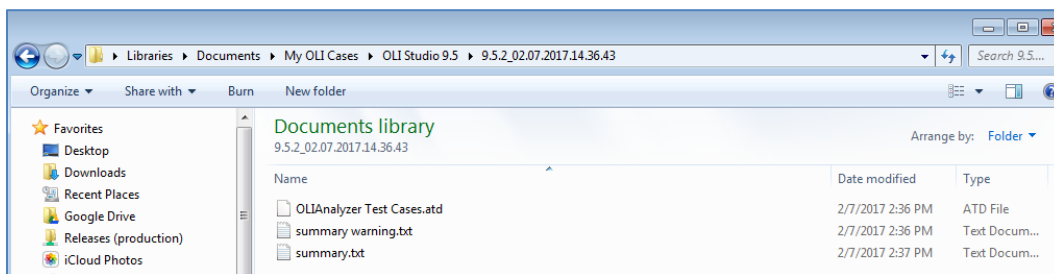 Libraries ▸ Documents ▸ My OLI Cases ▸ OLI Studio 9.5 ▸ 9.5.2_02.07.2017.14.36.43
Search 9.5....
Organize Share with Burn New folder
Favorites
Desktop
Downloads
Recent Places
Google Drive
Releases (production)
iCloud Photos
Documents library
9.5.2_02.07.2017.14.36.43
Arrange by: Folder
Name Date modified Type
OLIAnalyzer Test Cases.atd 2/7/2017 2:36 PM ATD File
summary warning.txt 2/7/2017 2:36 PM Text Docum...
summary.txt 2/7/2017 2:37 PM Text Docum...